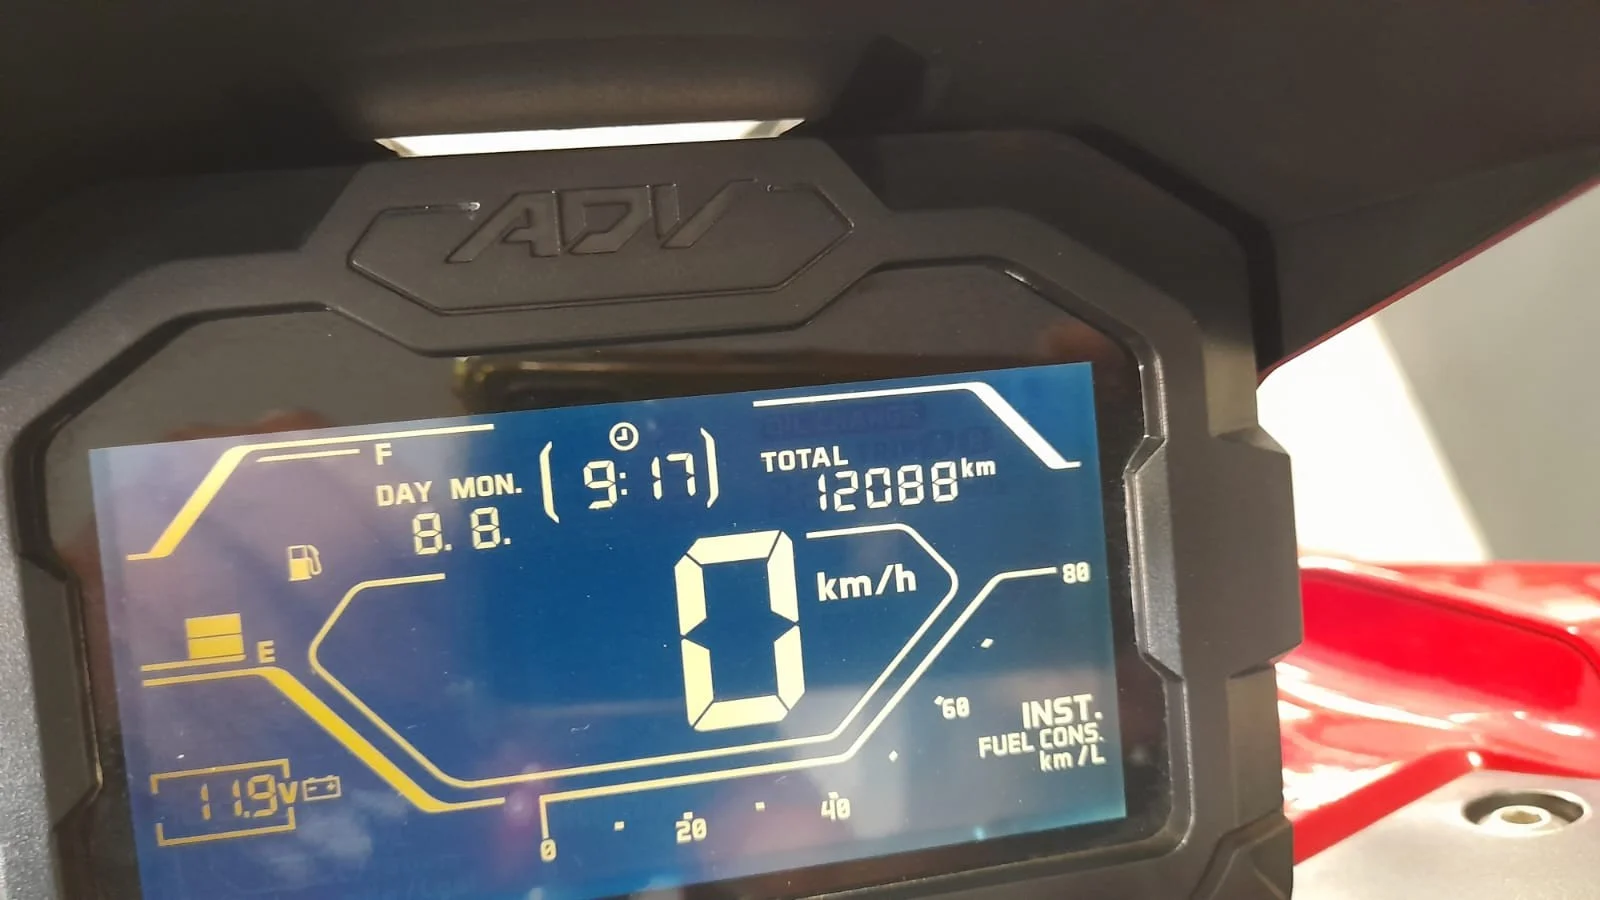 ADV
F
DAY MON.
8. 8.
9:17
TOTAL
12088 km
E
0
km/h
11.9V
0
20
40
60
80
INST.
FUEL CONS.
km/L